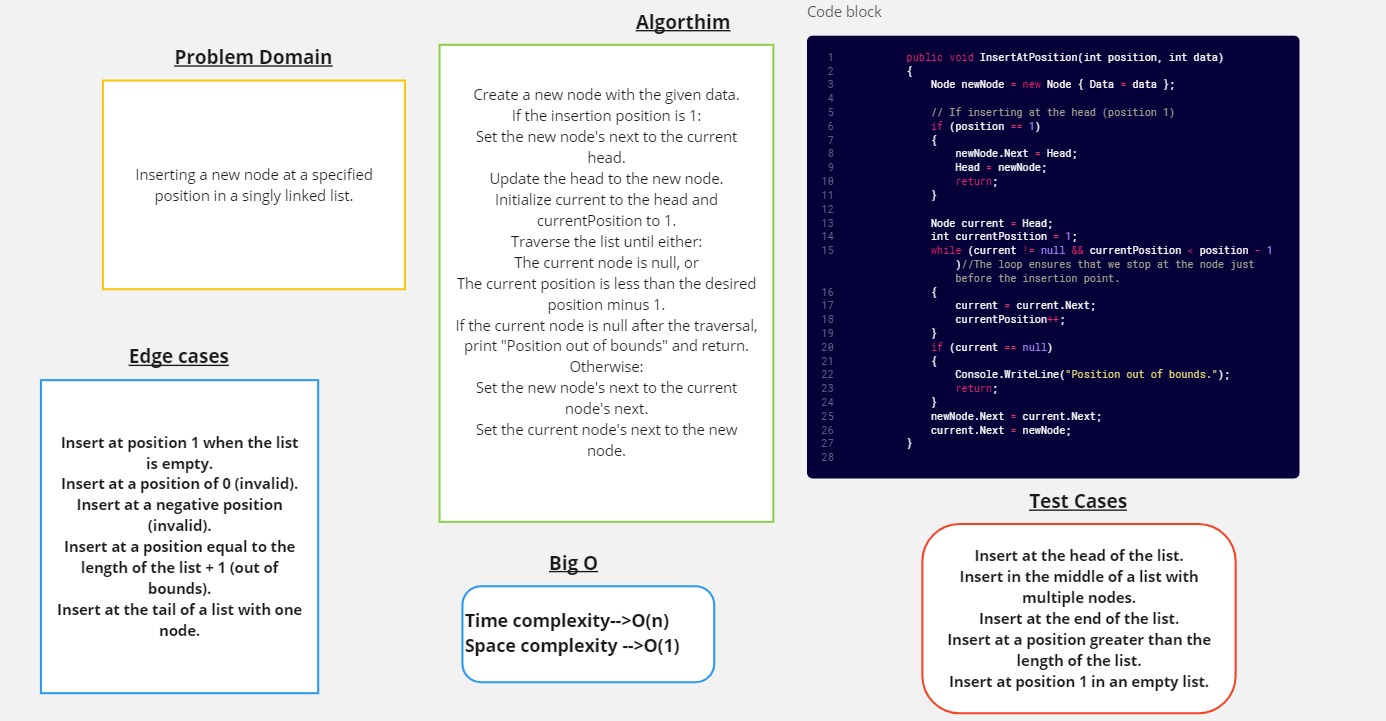 Problem Domain
Inserting a new node at a specified
position in a singly linked list.
Edge cases
Insert at position 1 when the list
is empty.
Insert at a position of 0 (invalid).
Insert at a negative position
(invalid).
Insert at a position equal to the
length of the list + 1 (out of
bounds).
Insert at the tail of a list with one
node.
Algorthim
Create a new node with the given data.
If the insertion position is 1:
Set the new node's next to the current
head.
Update the head to the new node.
Initialize current to the head and
currentPosition to 1.
Traverse the list until either:
The current node is null, or
The current position is less than the desired
position minus 1.
If the current node is null after the traversal,
print "Position out of bounds" and return.
Otherwise:
Set the new node's next to the current
node's next.
Set the current node's next to the new
node.
Big O
Time complexity-->O(n)
Space complexity -->O(1)
Code block
1 public void InsertAtPosition(int position, int data)
2 {
3 Node newNode = new Node { Data = data };
4
5 // If inserting at the head (position 1)
6 if (position == 1)
7 {
8 newNode.Next = Head;
9 Head = newNode;
10 return;
11 }
12
13 Node current = Head;
14 int currentPosition = 1;
15 while (current != null && currentPosition < position - 1
)//The loop ensures that we stop at the node just
before the insertion point.
16 {
17 current = current.Next;
18 currentPosition++;
19 }
20 if (current == null)
21 {
22 Console.WriteLine("Position out of bounds.");
23 return;
24 }
25 newNode.Next = current.Next;
26 current.Next = newNode;
27 }
28
Test Cases
Insert at the head of the list.
Insert in the middle of a list with
multiple nodes.
Insert at the end of the list.
Insert at a position greater than the
length of the list.
Insert at position 1 in an empty list.